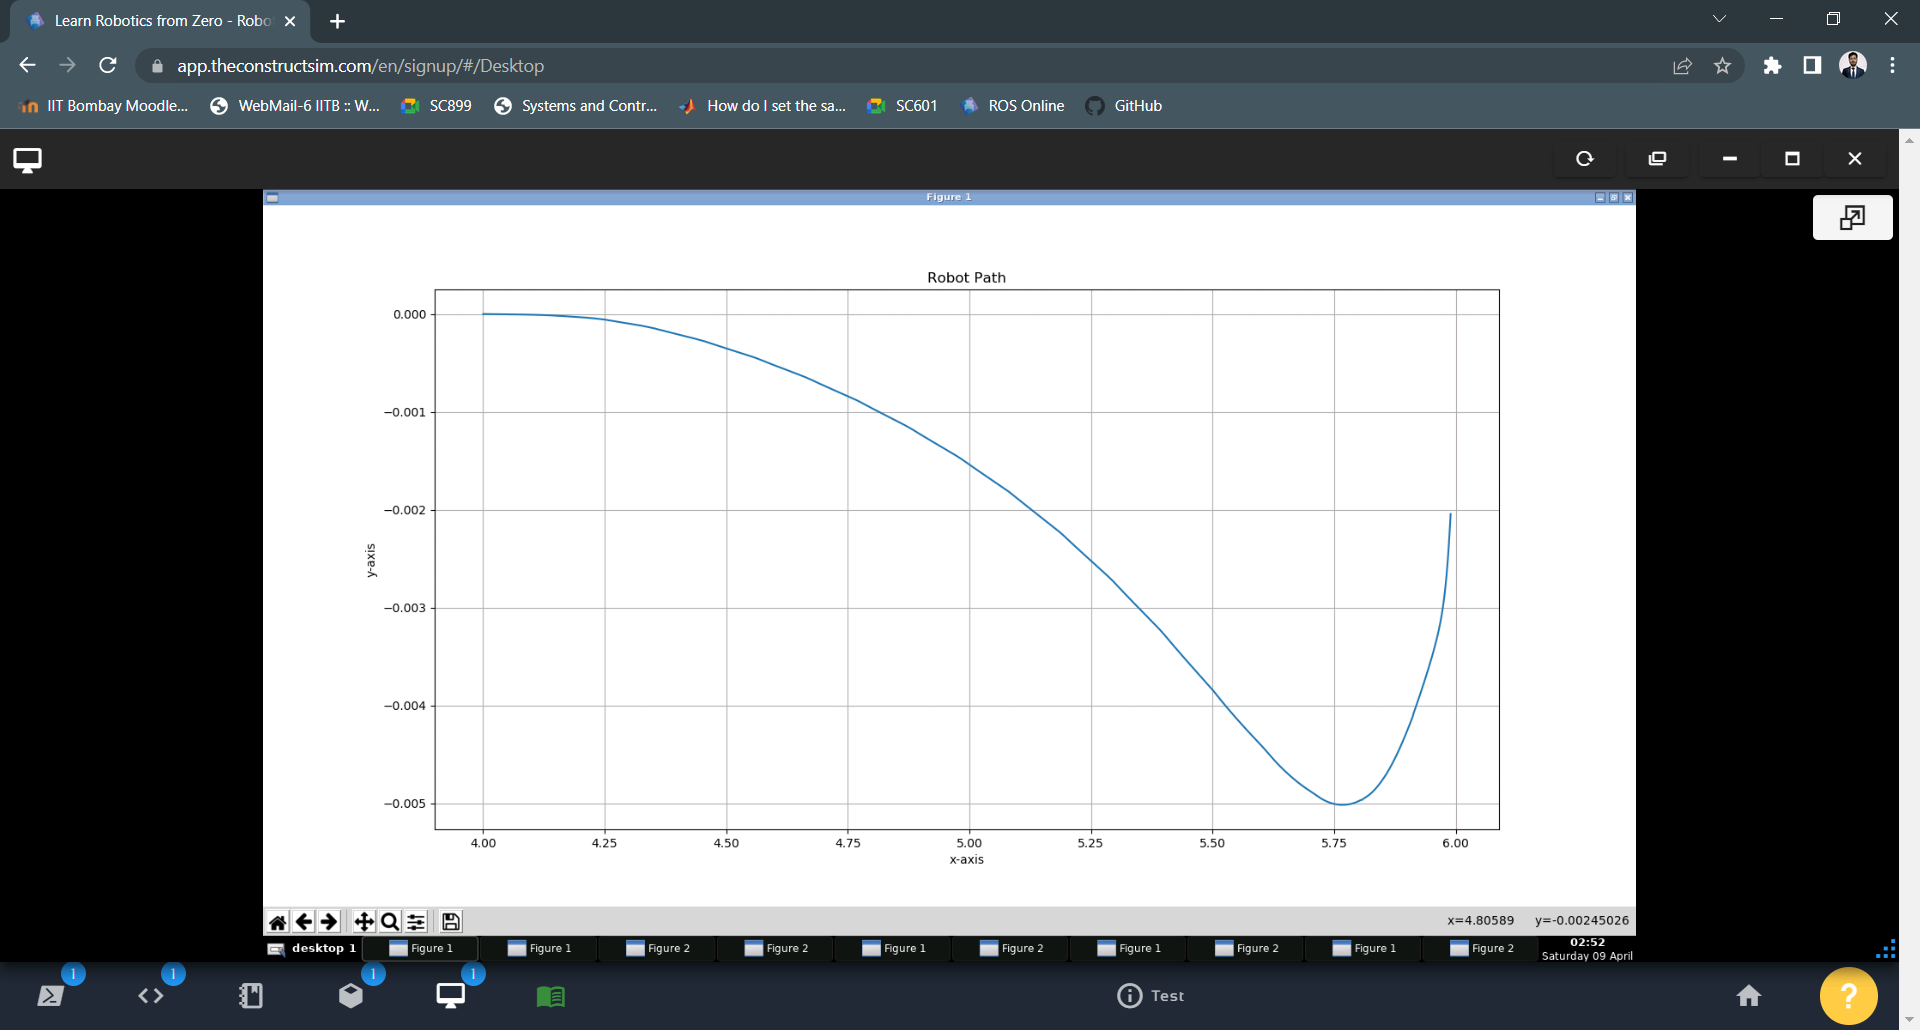 Learn Robotics from Zero - Robo
app.theconstructsim.com/en/signup/#/Desktop
IIT Bombay Moodle... WebMail-6 IITB :: W... SC899 Systems and Contr... How do I set the sa... SC601 ROS Online GitHub
Figure 1
Robot Path
0.000
−0.001
−0.002
−0.003
−0.004
−0.005
y-axis
4.00 4.25 4.50 4.75 5.00 5.25 5.50 5.75 6.00
x-axis
x=4.80589 y=-0.00245026
desktop 1 Figure 1 Figure 1 Figure 2 Figure 2 Figure 1 Figure 2 Figure 1 Figure 2 Figure 1 Figure 2 02:52
Saturday 09 April
1 1 1 1
Test
?